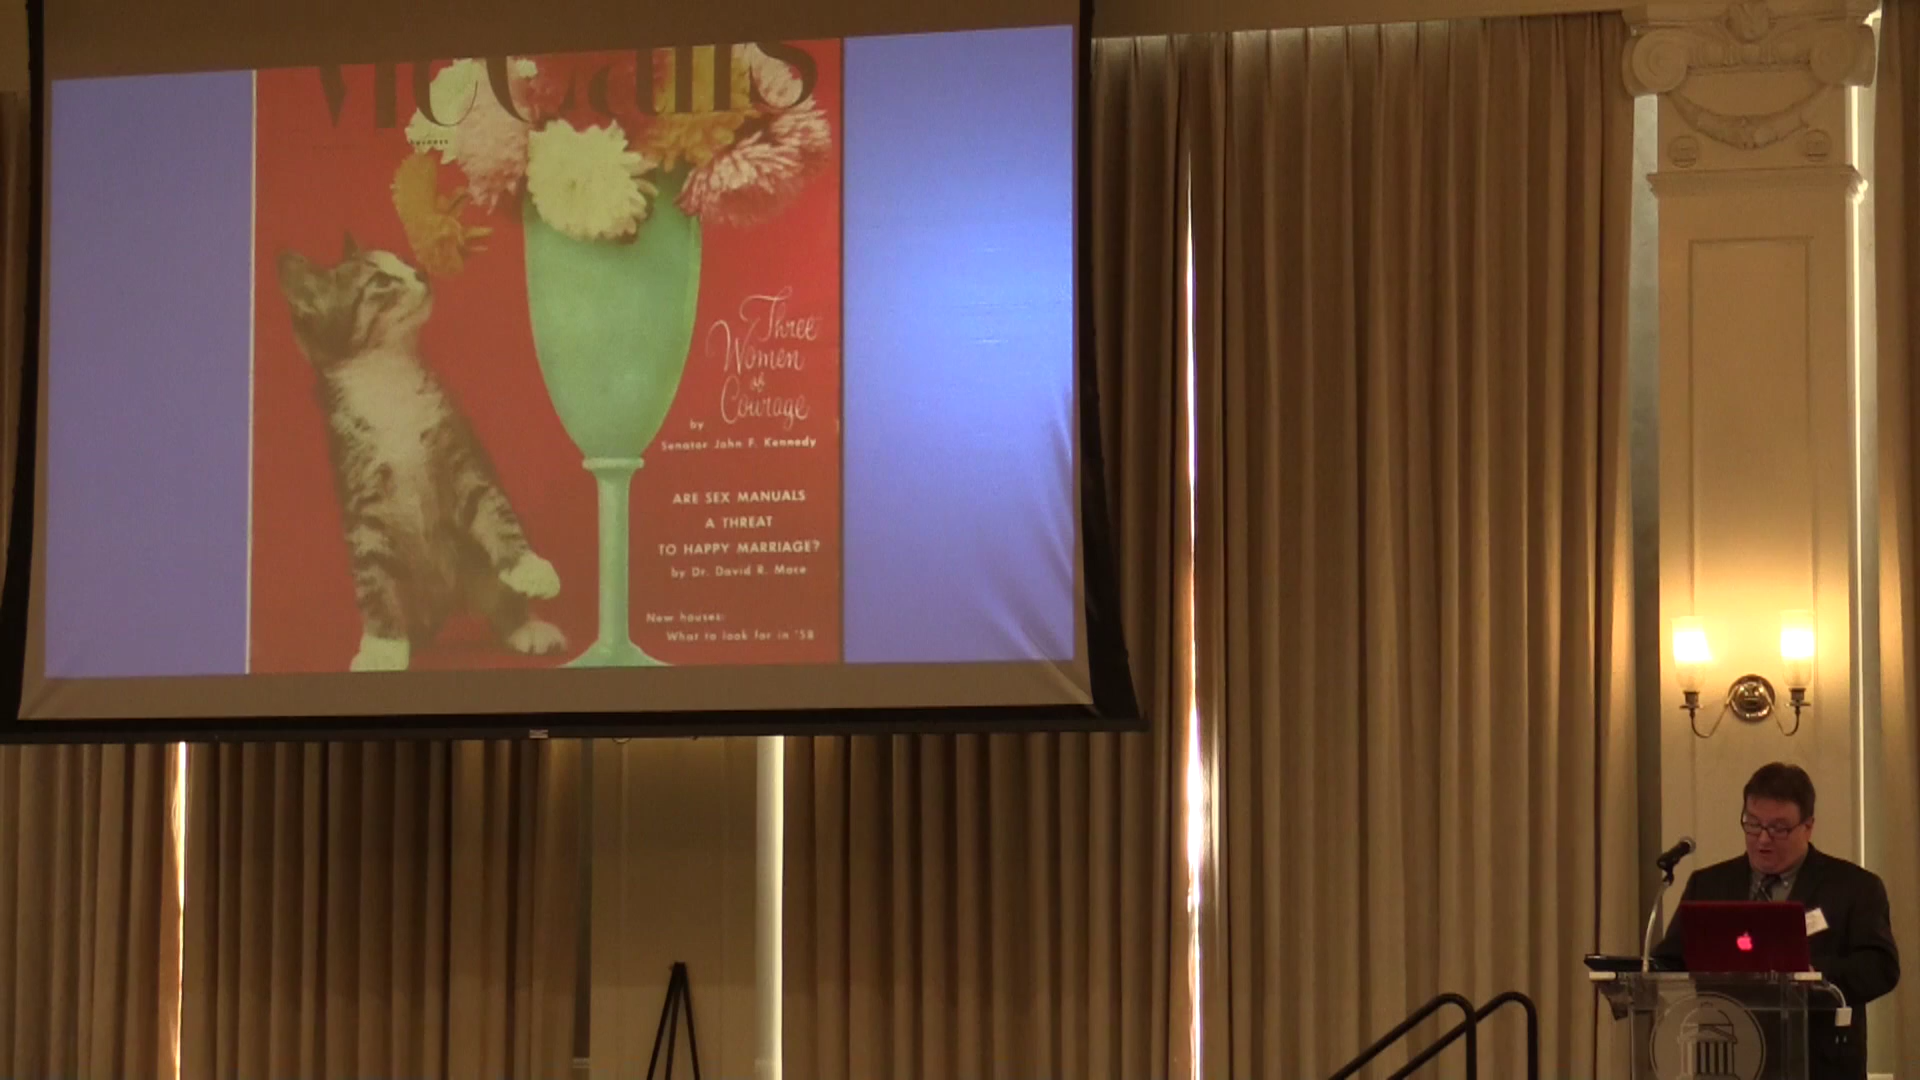 McCall's
Three
Women
of
Courage
by
Senator John F. Kennedy
ARE SEX MANUALS
A THREAT
TO HAPPY MARRIAGE?
by Dr. David R. Mace
New houses:
What to look for in '58